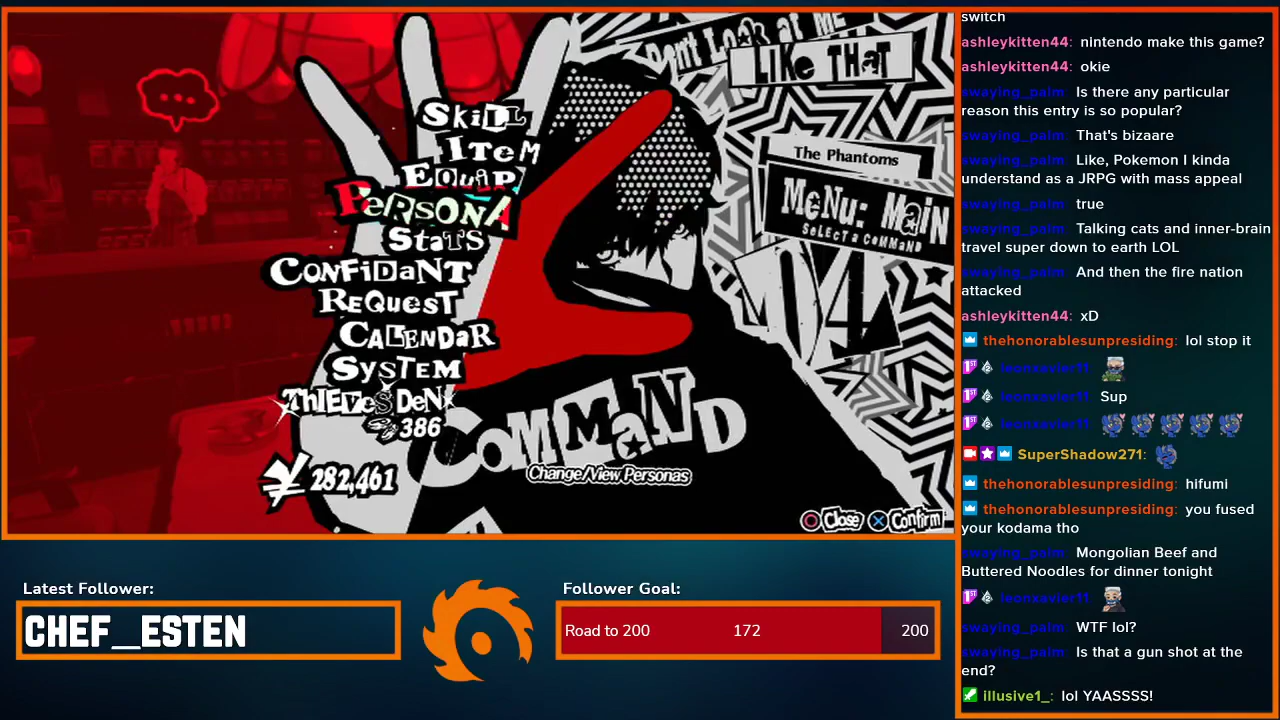 Don't Look at ME
LIKE THAT
The Phantoms
MENU: MaiN
SELECT a COMMAND
SKiLL
ITEM
EQUIP
PERSONA
StaTS
CONFiDaNT
REQUEST
CALENDaR
SYSTEM
THIEVES DEN
386
¥ 282,461
COMMaND
Change/View Personas
Close Confirm
Latest Follower:
CHEF_ESTEN
Follower Goal:
Road to 200 172 200
switch
ashleykitten44: nintendo make this game?
ashleykitten44: okie
swaying_palm: Is there any particular
reason this entry is so popular?
swaying_palm: That's bizaare
swaying_palm: Like, Pokemon I kinda
understand as a JRPG with mass appeal
swaying_palm: true
swaying_palm: Talking cats and inner-brain
travel super down to earth LOL
swaying_palm: And then the fire nation
attacked
ashleykitten44: xD
thehonorablesunpresiding: lol stop it
leonxavier11
leonxavier11 Sup
leonxavier11
SuperShadow271:
thehonorablesunpresiding: hifumi
thehonorablesunpresiding: you fused
your kodama tho
swaying_palm: Mongolian Beef and
Buttered Noodles for dinner tonight
leonxavier11
swaying_palm: WTF lol?
swaying_palm: Is that a gun shot at the
end?
illusive1_: lol YAASSSS!